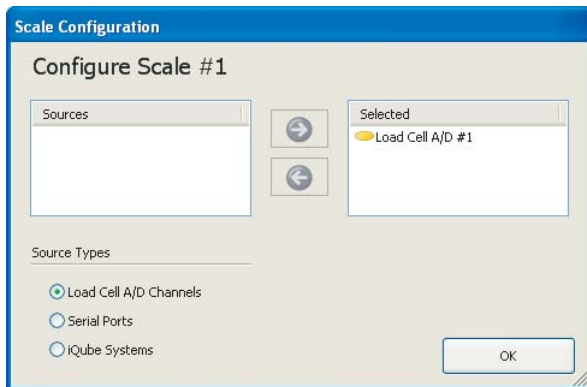 Scale Configuration
Configure Scale #1
Sources
Selected
Load Cell A/D #1
Source Types
Load Cell A/D Channels
Serial Ports
iQube Systems
OK